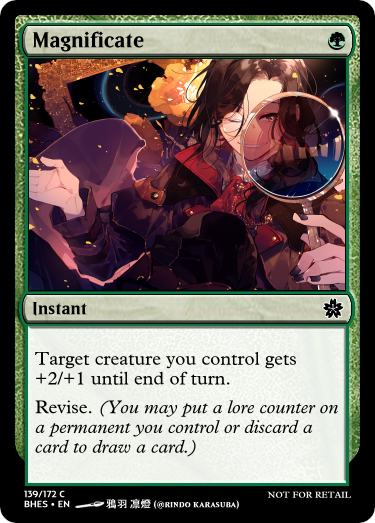 Magnificate
Instant
Target creature you control gets
+2/+1 until end of turn.
Revise. (You may put a lore counter on
a permanent you control or discard a
card to draw a card.)
139/172 C
NOT FOR RETAIL
BHES • EN 鴉羽 凛燈 (@RINDO KARASUBA)